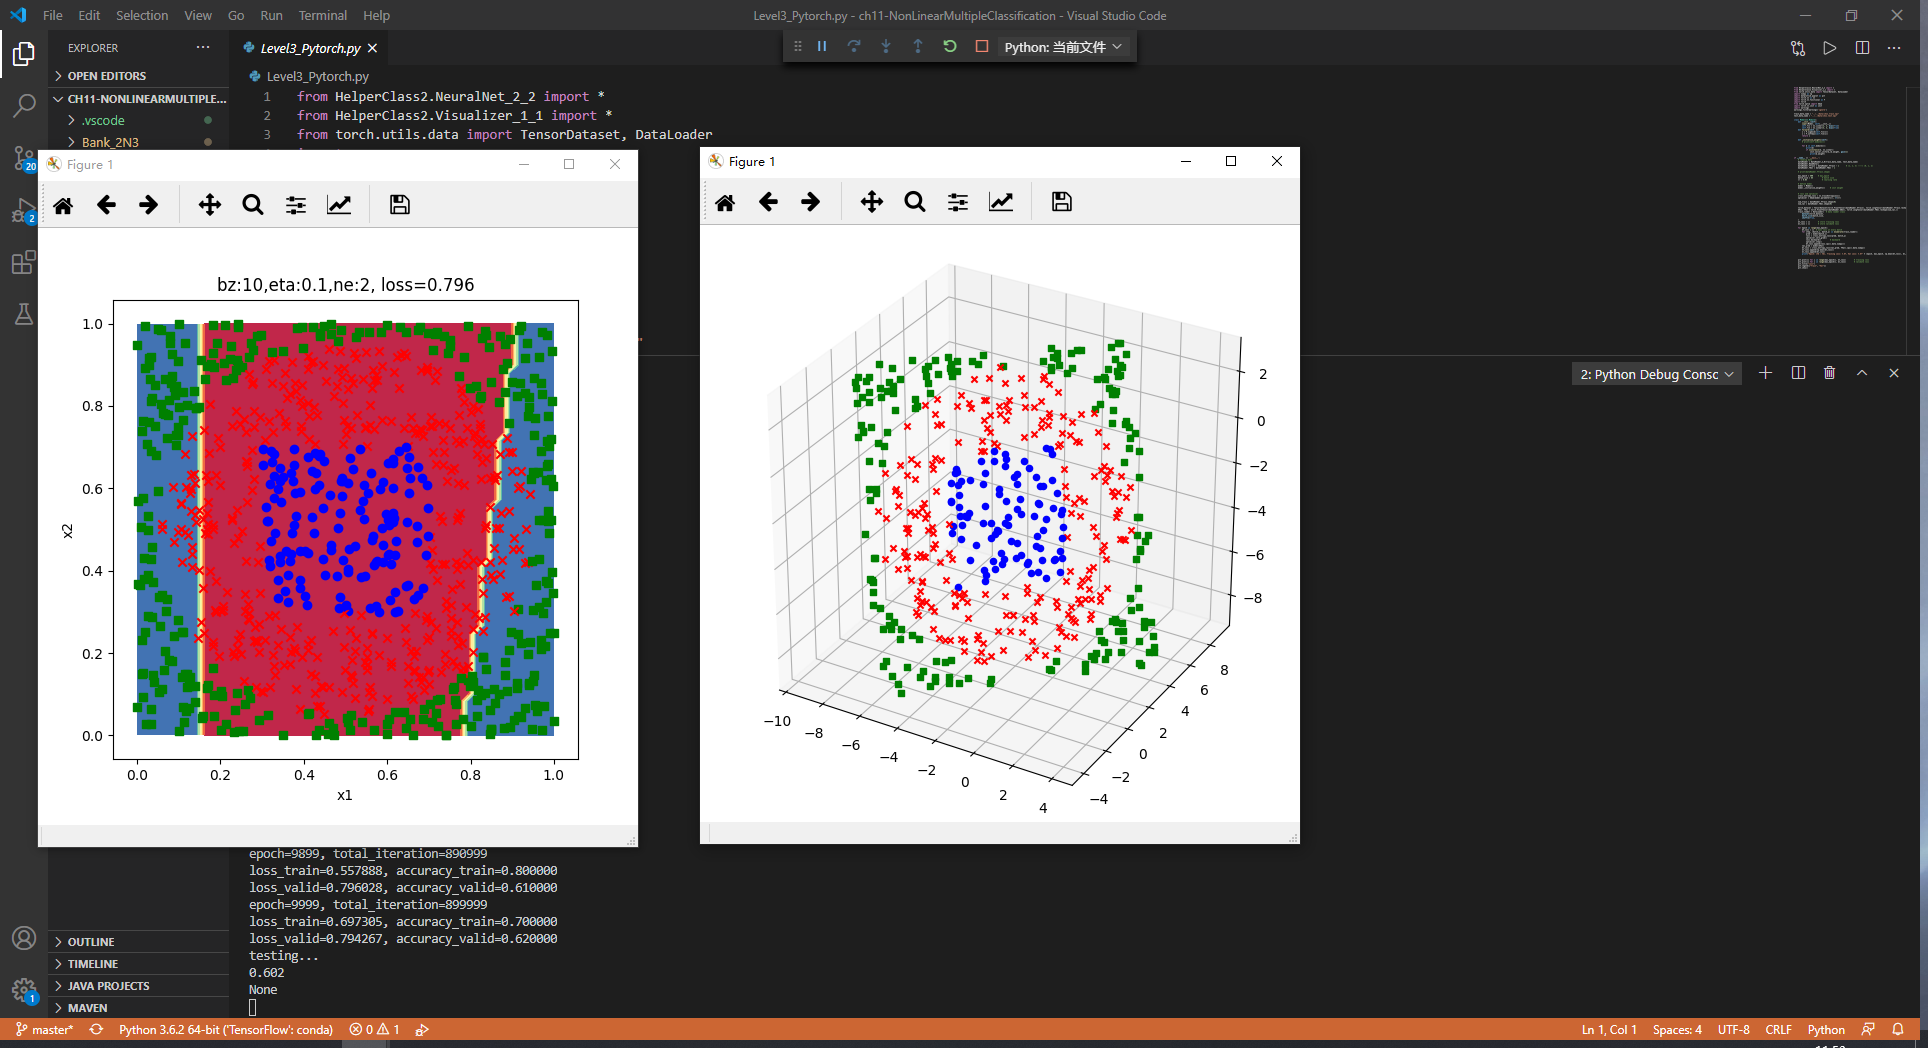 File Edit Selection View Go Run Terminal Help
Level3_Pytorch.py - ch11-NonLinearMultipleClassification - Visual Studio Code
EXPLORER
Level3_Pytorch.py
Python: 当前文件
OPEN EDITORS
CH11-NONLINEARMULTIPLE...
.vscode
Bank_2N3
20
2
Level3_Pytorch.py
1 from HelperClass2.NeuralNet_2_2 import *
2 from HelperClass2.Visualizer_1_1 import *
3 from torch.utils.data import TensorDataset, DataLoader
Figure 1
bz:10,eta:0.1,ne:2, loss=0.796
1.0
0.8
0.6
0.4
0.2
0.0
x2
0.0 0.2 0.4 0.6 0.8 1.0
x1
Figure 1
2
0
−2
−4
−6
−8
8
6
4
2
0
−2
−4
−10
−8
−6
−4
−2
0
2
4
2: Python Debug Consc
epoch=9899, total_iteration=890999
loss_train=0.557888, accuracy_train=0.800000
loss_valid=0.796028, accuracy_valid=0.610000
epoch=9999, total_iteration=899999
loss_train=0.697305, accuracy_train=0.700000
loss_valid=0.794267, accuracy_valid=0.620000
testing...
0.602
None
OUTLINE
TIMELINE
JAVA PROJECTS
MAVEN
1
master*
Python 3.6.2 64-bit ('TensorFlow': conda)
0 1
Ln 1, Col 1 Spaces: 4 UTF-8 CRLF Python